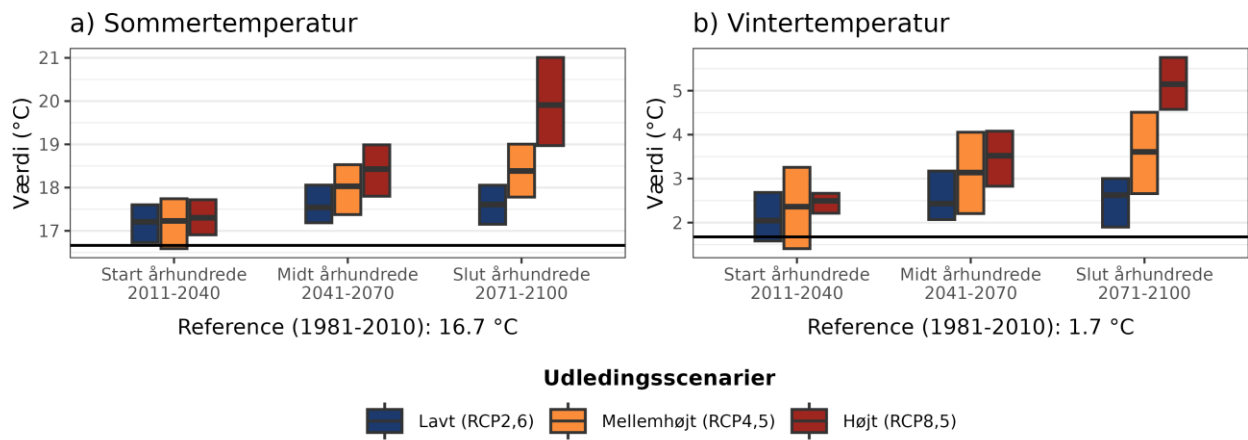 a) Sommertemperatur
Værdi (°C)
21
20
19
18
17
Start århundrede
2011-2040
Midt århundrede
2041-2070
Slut århundrede
2071-2100
Reference (1981-2010): 16.7 °C
b) Vintertemperatur
Værdi (°C)
5
4
3
2
Start århundrede
2011-2040
Midt århundrede
2041-2070
Slut århundrede
2071-2100
Reference (1981-2010): 1.7 °C
Udledingsscenarier
Lavt (RCP2,6)
Mellemhøjt (RCP4,5)
Højt (RCP8,5)